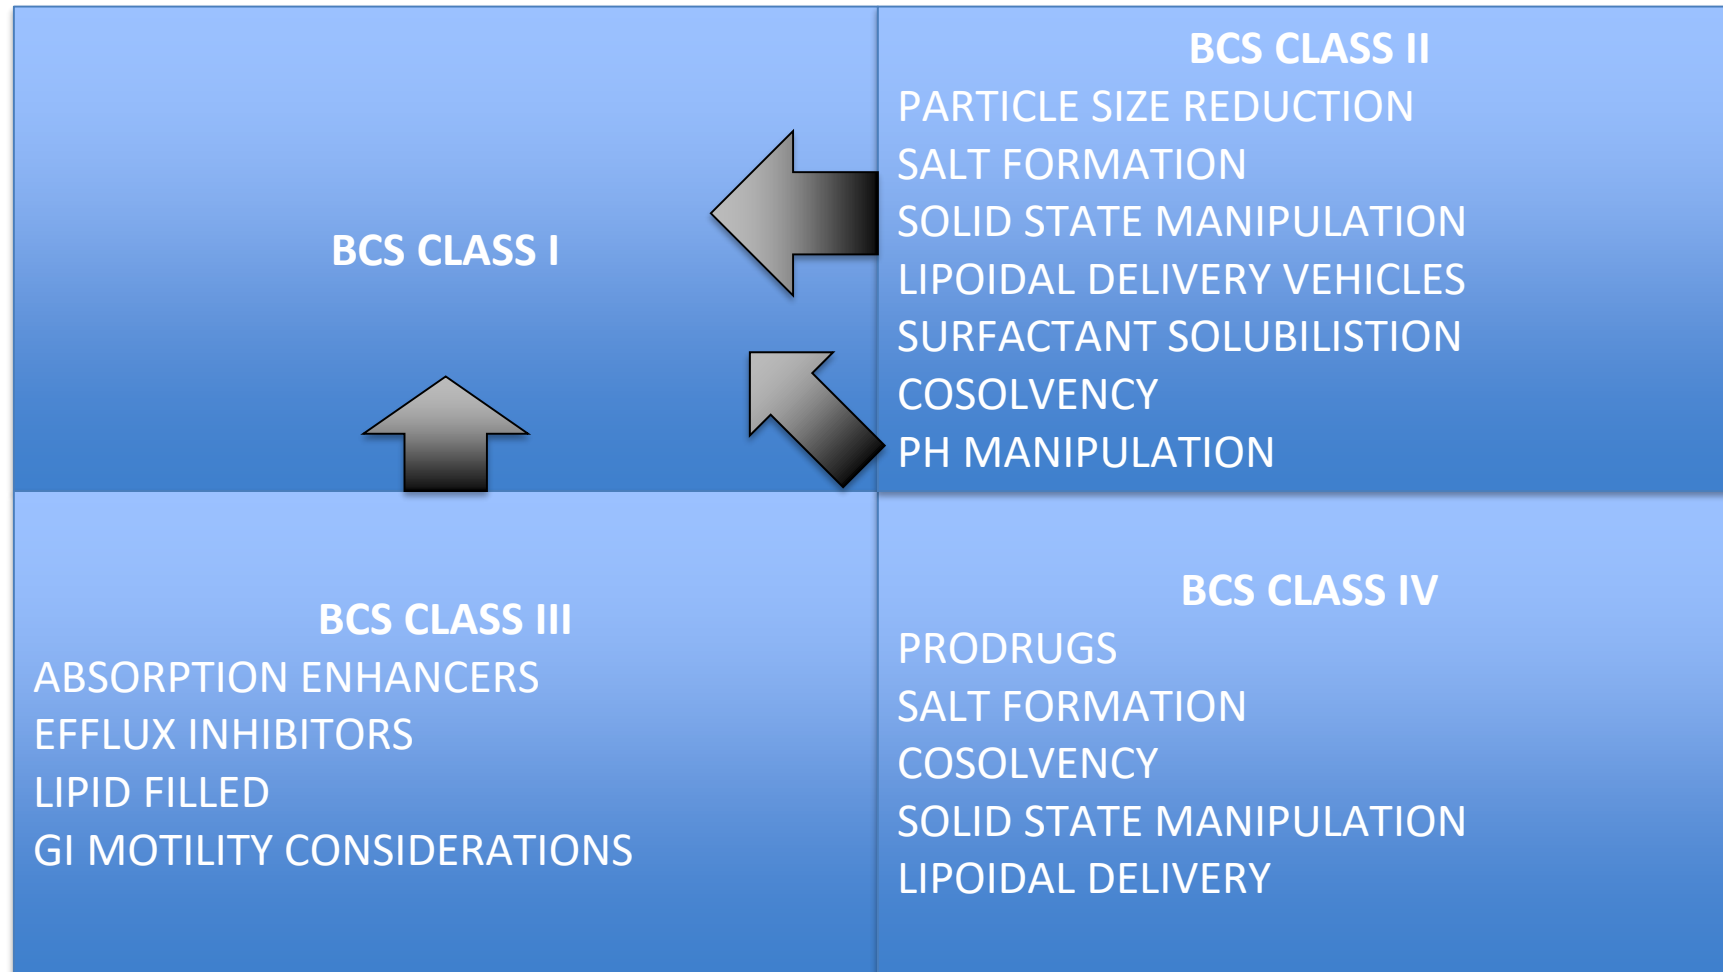 BCS CLASS I
BCS CLASS II
PARTICLE SIZE REDUCTION
SALT FORMATION
SOLID STATE MANIPULATION
LIPOIDAL DELIVERY VEHICLES
SURFACTANT SOLUBILISTION
COSOLVENCY
PH MANIPULATION
BCS CLASS III
ABSORPTION ENHANCERS
EFFLUX INHIBITORS
LIPID FILLED
GI MOTILITY CONSIDERATIONS
BCS CLASS IV
PRODRUGS
SALT FORMATION
COSOLVENCY
SOLID STATE MANIPULATION
LIPOIDAL DELIVERY